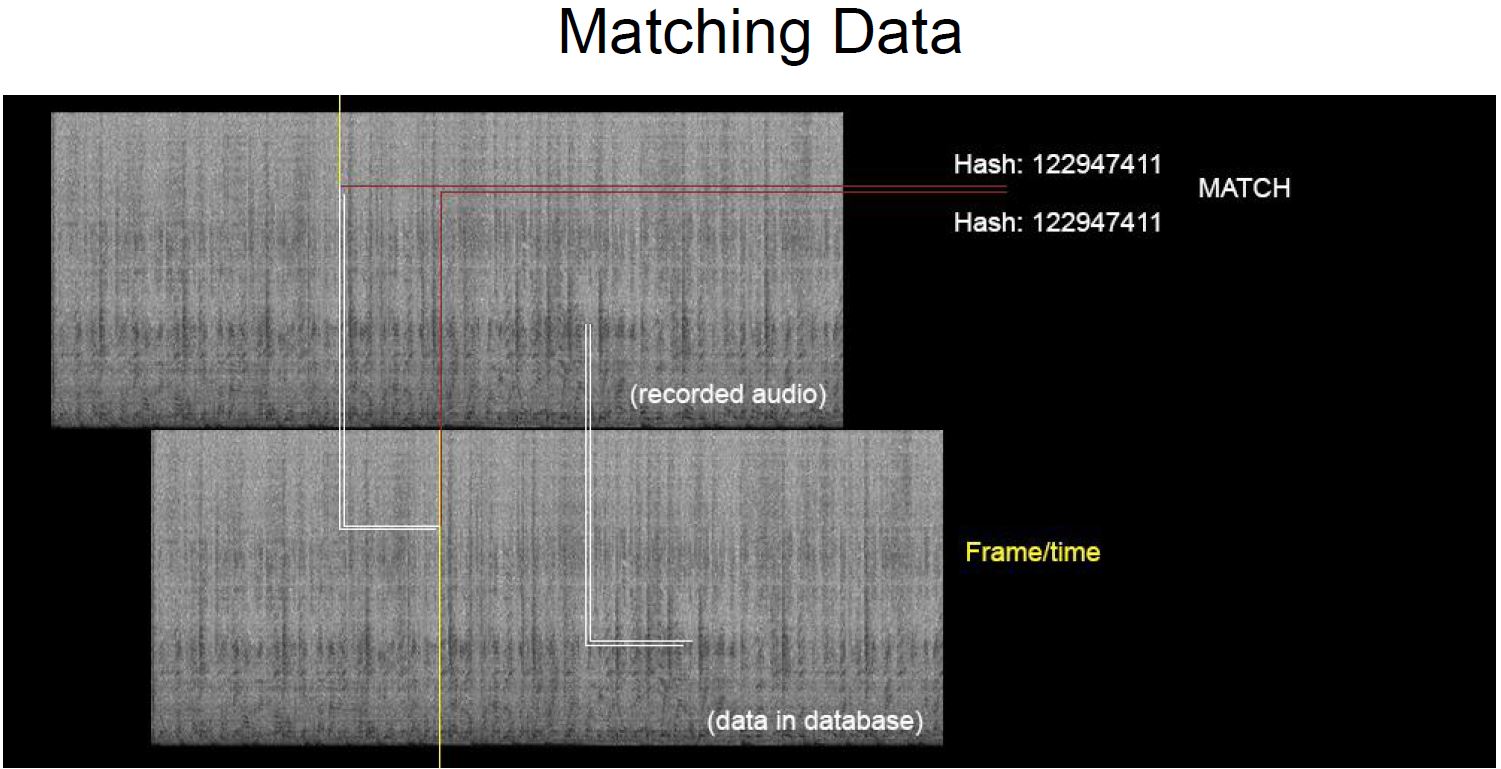 Matching Data
Hash: 122947411
MATCH
Hash: 122947411
(recorded audio)
Frame/time
(data in database)